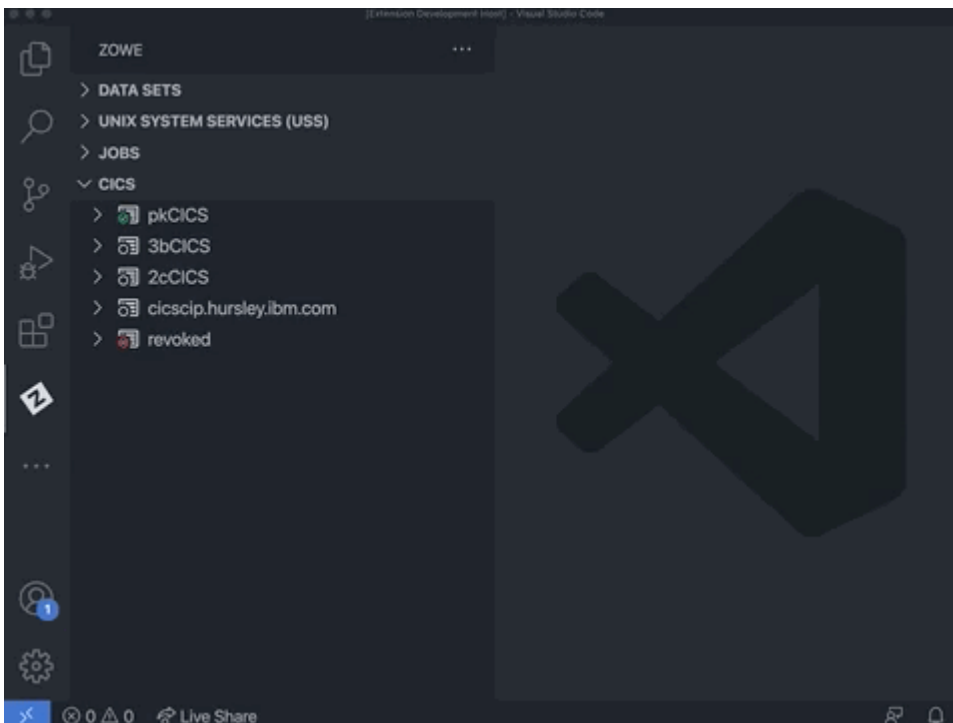 [Extension Development Host] - Visual Studio Code
ZOWE
DATA SETS
UNIX SYSTEM SERVICES (USS)
JOBS
CICS
pkCICS
3bCICS
2cCICS
cicscip.hursley.ibm.com
revoked
1
0 0 Live Share